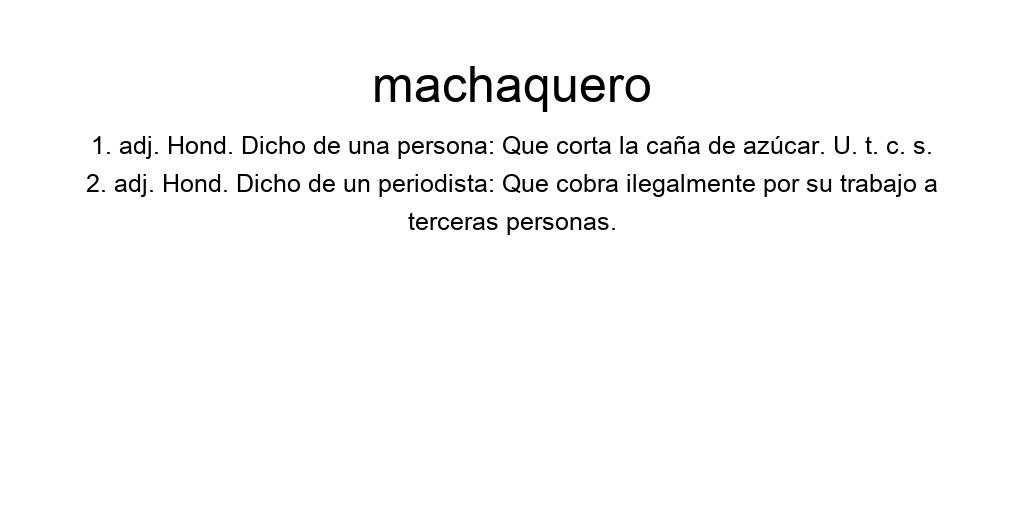 machaquero
1. adj. Hond. Dicho de una persona: Que corta la caña de azúcar. U. t. c. s.
2. adj. Hond. Dicho de un periodista: Que cobra ilegalmente por su trabajo a
terceras personas.